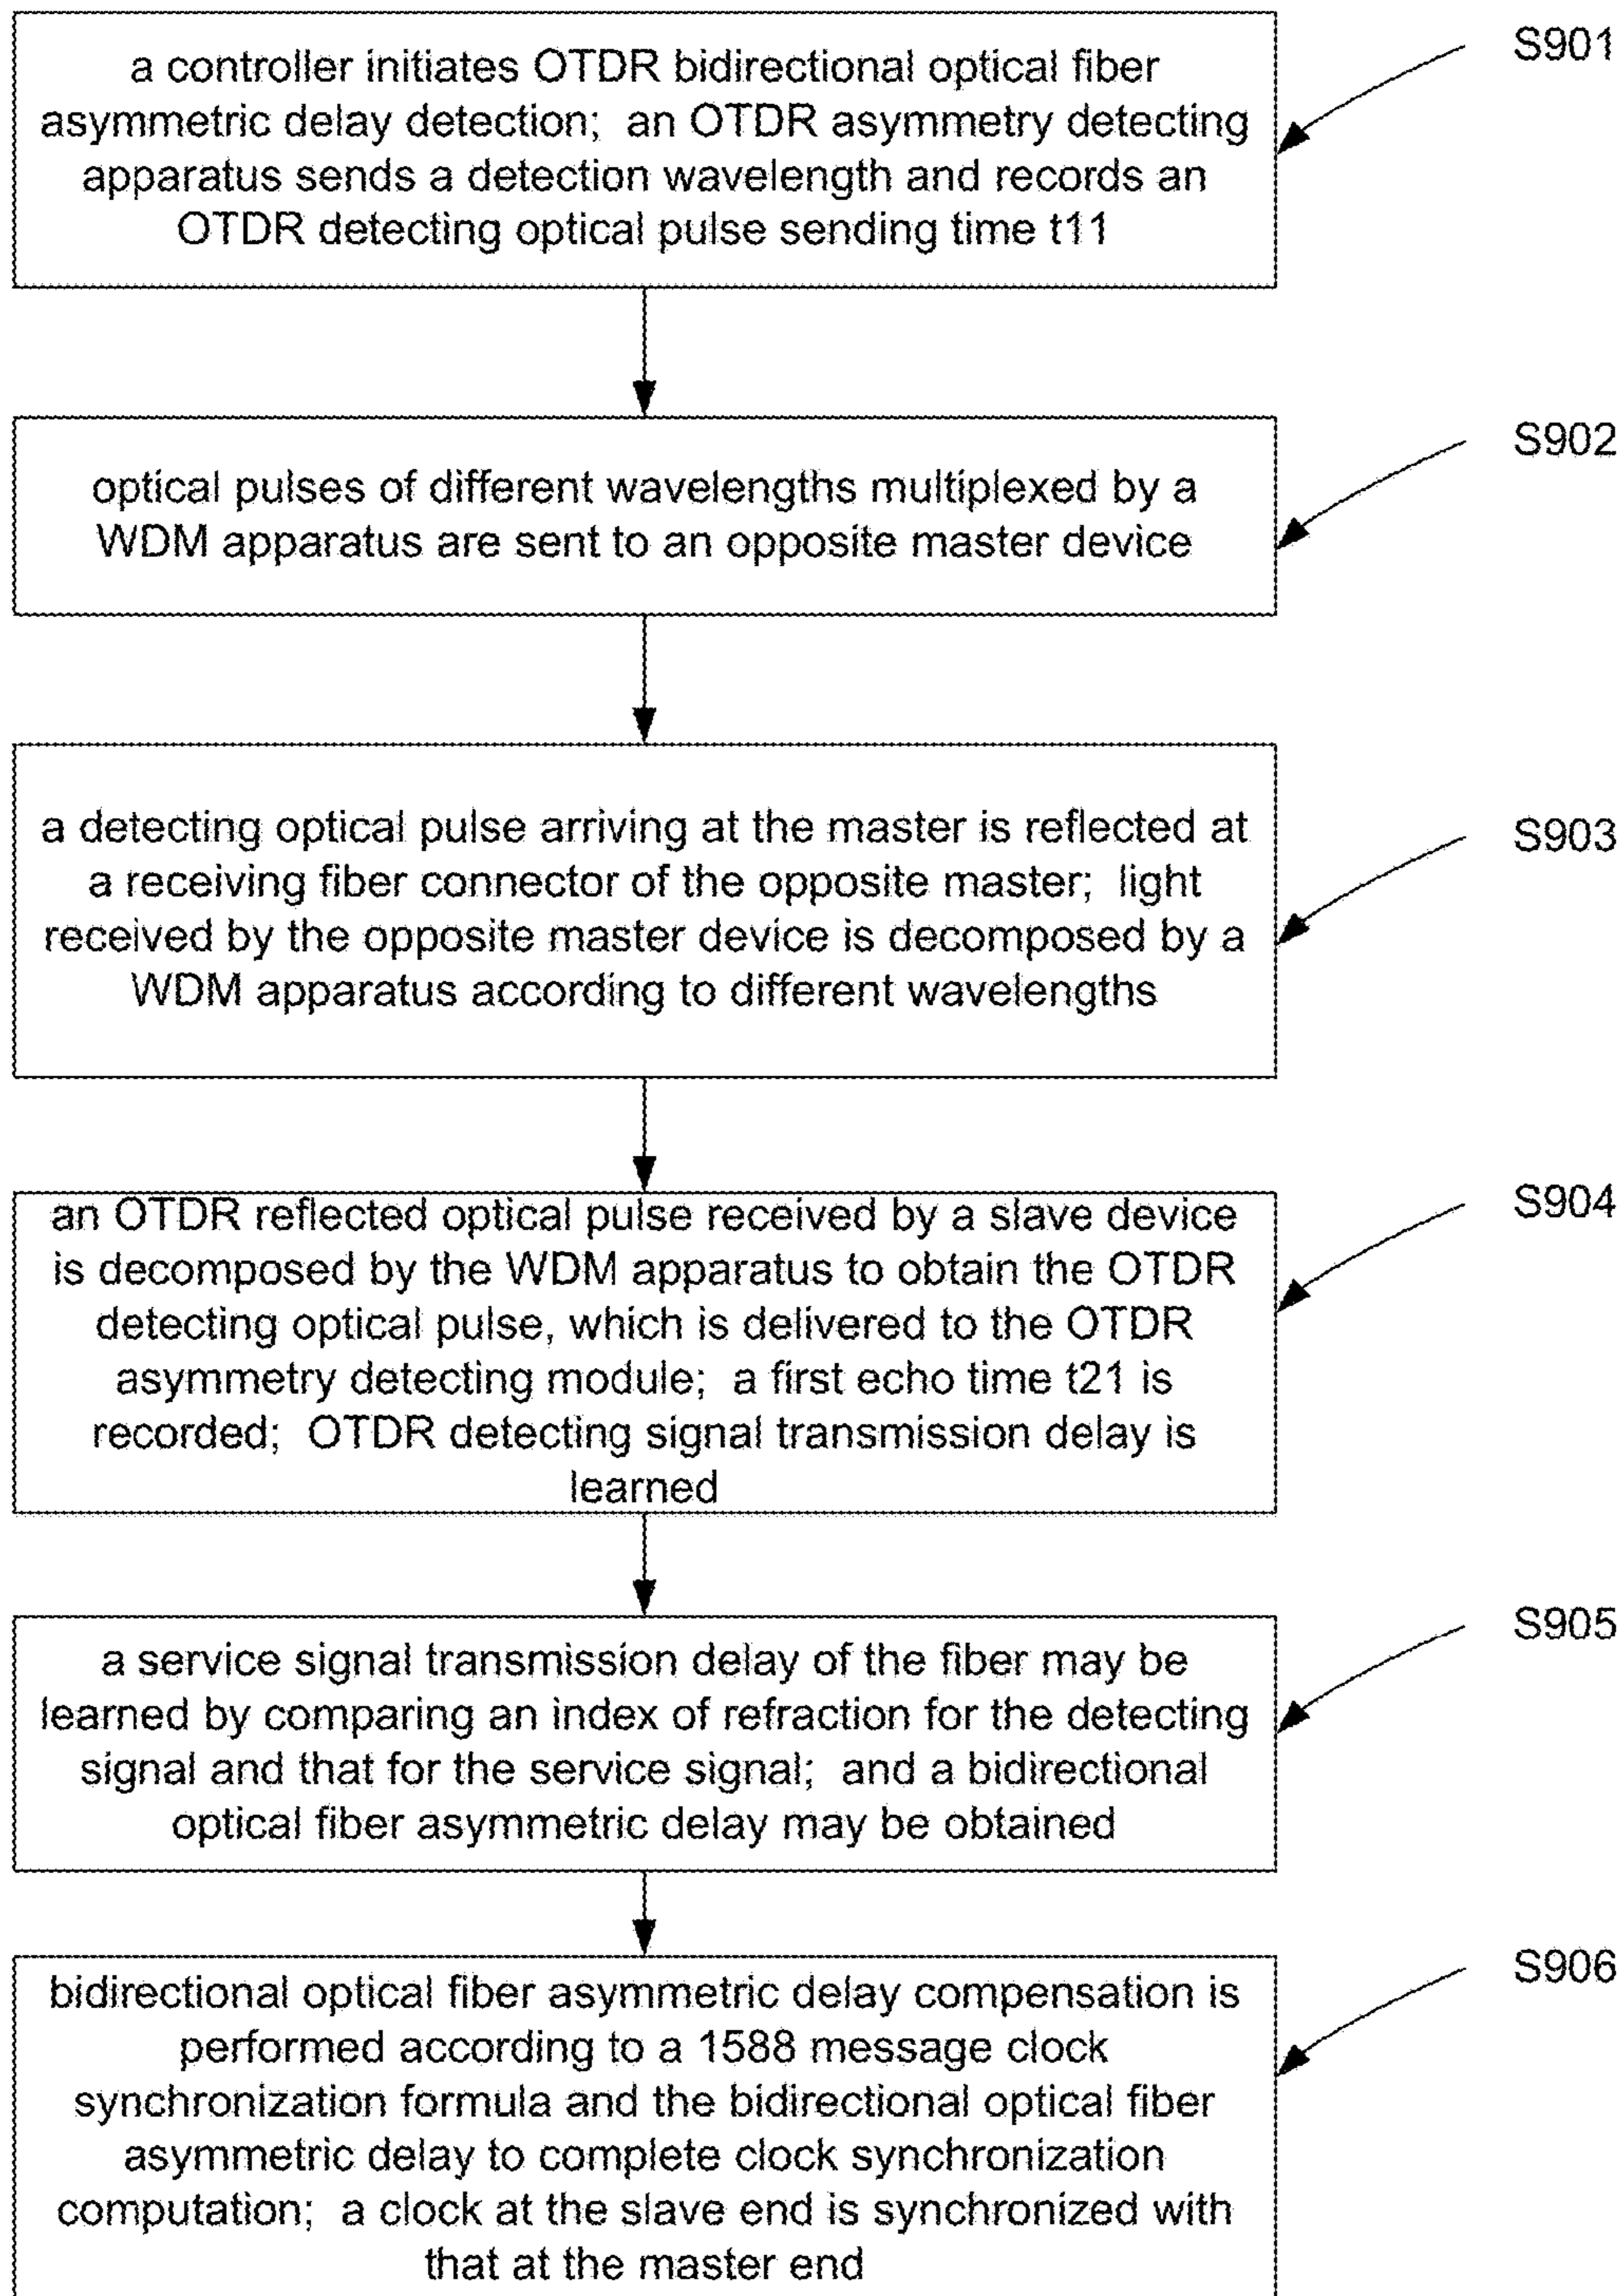 a controller initiates OTDR bidirectional optical fiber
asymmetric delay detection; an OTDR asymmetry detecting
apparatus sends a detection wavelength and records an
OTDR detecting optical pulse sending time t11
S901
optical pulses of different wavelengths multiplexed by a
WDM apparatus are sent to an opposite master device
S902
a detecting optical pulse arriving at the master is reflected at
a receiving fiber connector of the opposite master; light
received by the opposite master device is decomposed by a
WDM apparatus according to different wavelengths
S903
an OTDR reflected optical pulse received by a slave device
is decomposed by the WDM apparatus to obtain the OTDR
detecting optical pulse, which is delivered to the OTDR
asymmetry detecting module; a first echo time t21 is
recorded; OTDR detecting signal transmission delay is
learned
S904
a service signal transmission delay of the fiber may be
learned by comparing an index of refraction for the detecting
signal and that for the service signal; and a bidirectional
optical fiber asymmetric delay may be obtained
S905
bidirectional optical fiber asymmetric delay compensation is
performed according to a 1588 message clock
synchronization formula and the bidirectional optical fiber
asymmetric delay to complete clock synchronization
computation; a clock at the slave end is synchronized with
that at the master end
S906